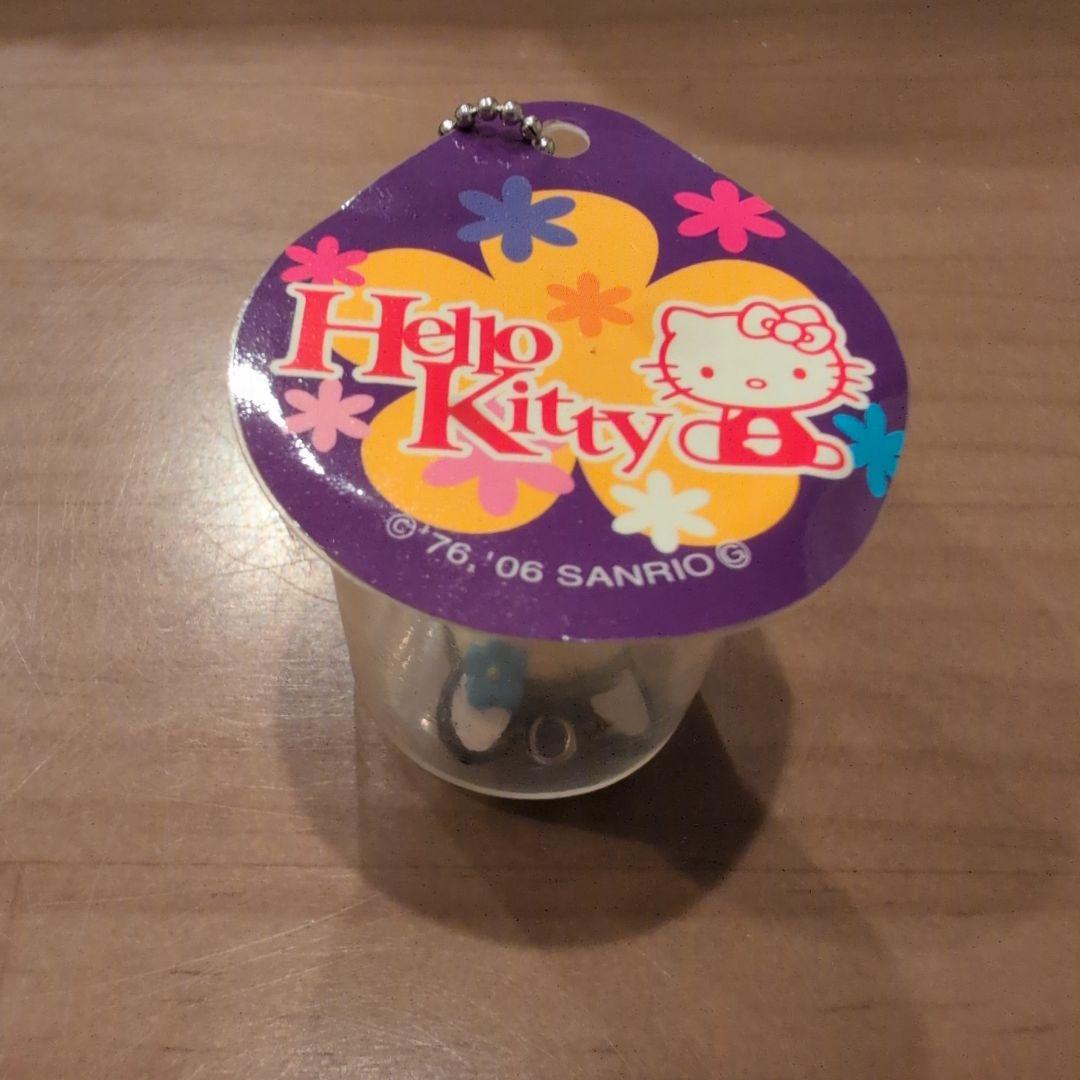 Hello
Kitty
© '76, '06 SANRIO Ⓖ